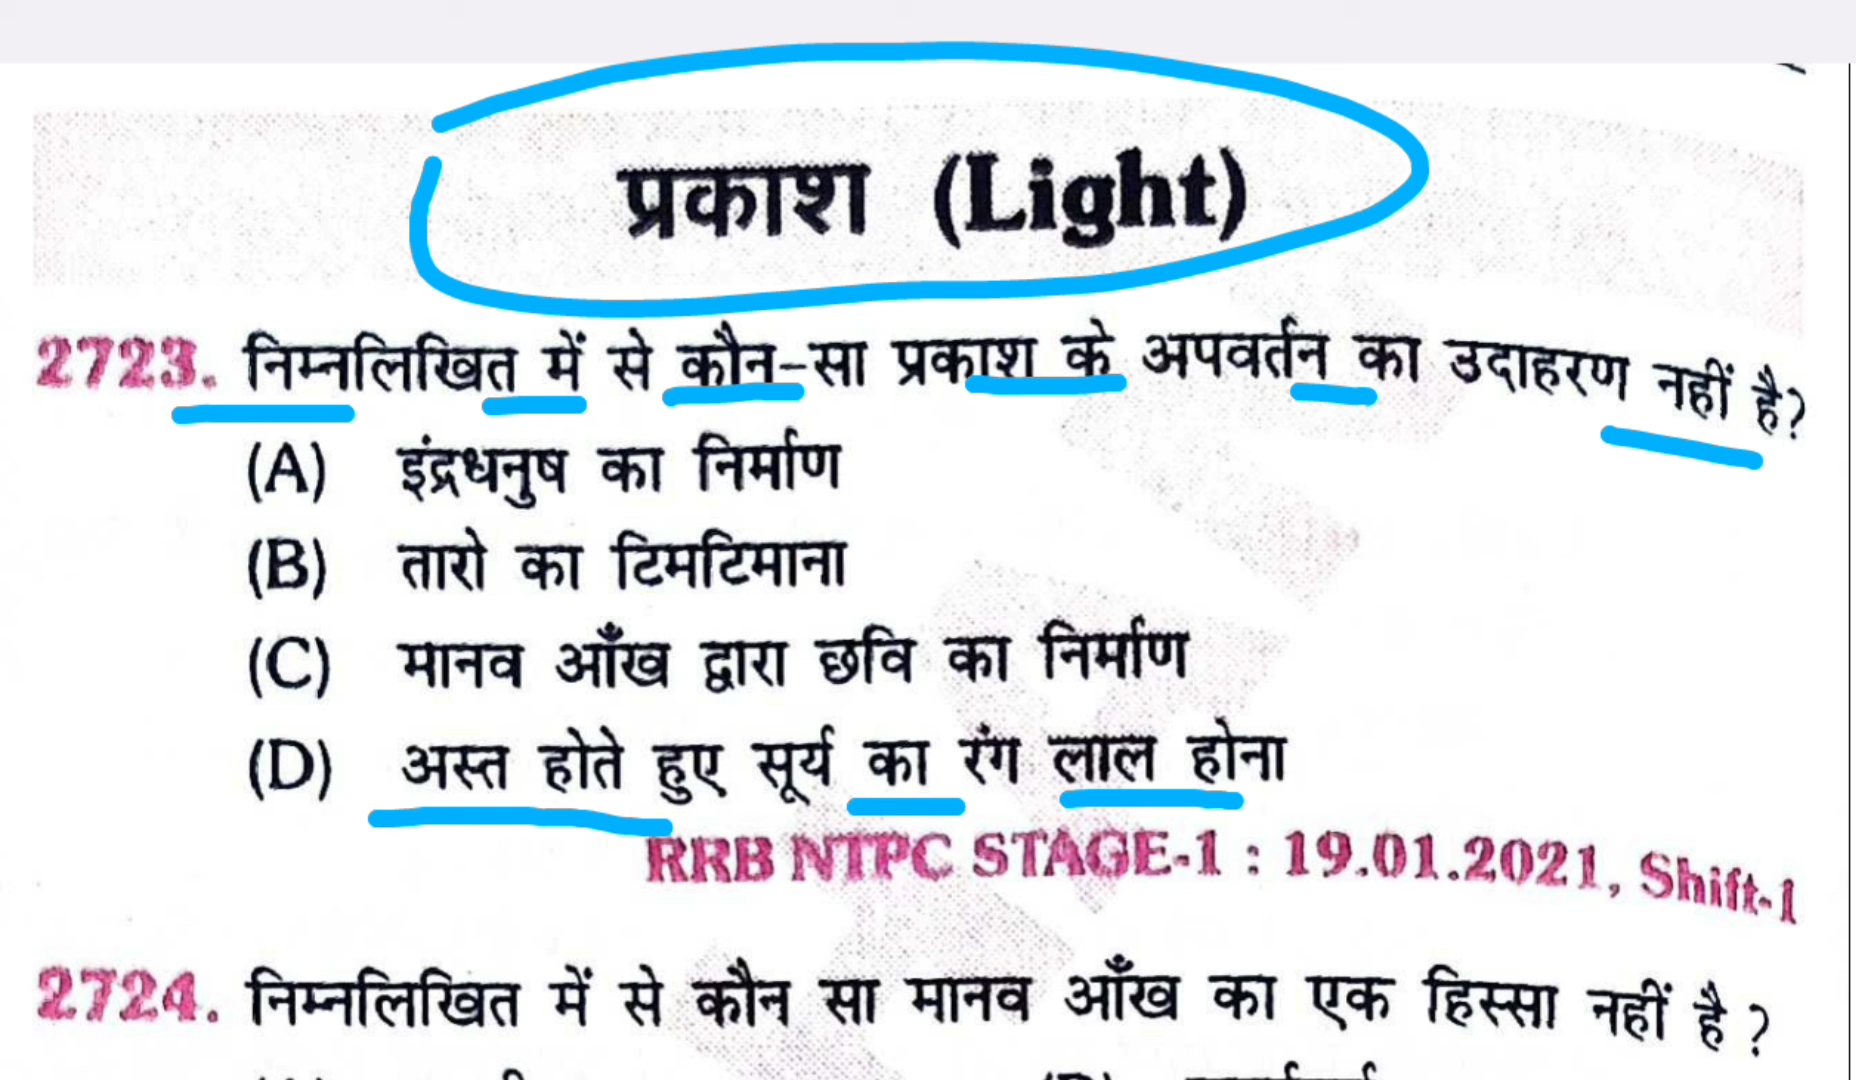 प्रकाश (Light)
2723. निम्नलिखित में से कौन-सा प्रकाश के अपवर्तन का उदाहरण नहीं है?
(A) इंद्रधनुष का निर्माण
(B) तारो का टिमटिमाना
(C) मानव आँख द्वारा छवि का निर्माण
(D) अस्त होते हुए सूर्य का रंग लाल होना
RRB NTPC STAGE-1 : 19.01.2021, Shift-1
2724. निम्नलिखित में से कौन सा मानव आँख का एक हिस्सा नहीं है ?